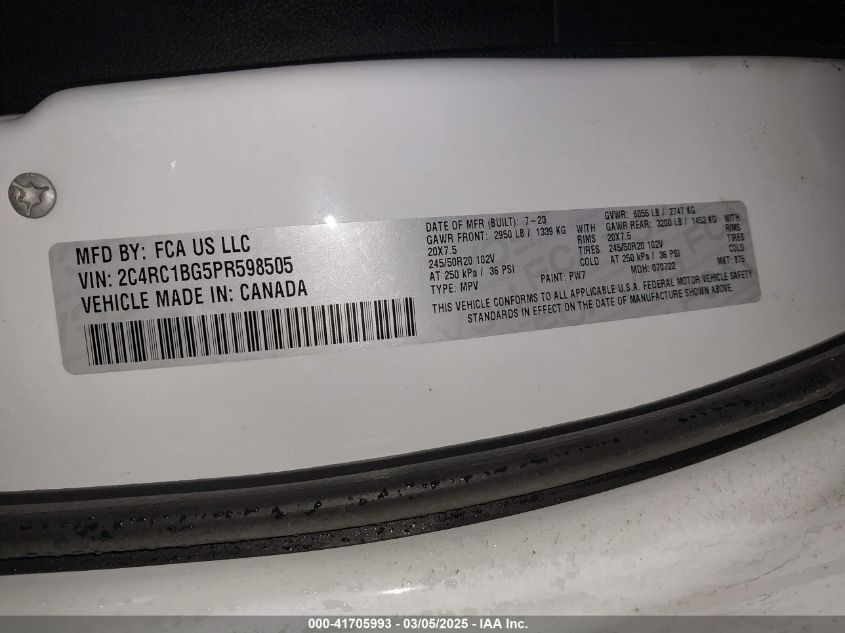 MFD BY: FCA US LLC
VIN: 2C4RC1BG5PR598505
VEHICLE MADE IN: CANADA
DATE OF MFR (BUILT): 7-23
GVWR: 6055 LB / 2747 KG
GAWR FRONT: 2950 LB / 1339 KG WITH
GAWR REAR: 3200 LB / 1452 KG WITH
20X7.5 RIMS
20X7.5 RIMS
245/50R20 102V TIRES
245/50R20 102V TIRES
AT 250 kPa / 36 PSI COLD
AT 250 kPa / 36 PSI COLD
TYPE: MPV PAINT: PW7 MDH: 070722 MKT: 875
THIS VEHICLE CONFORMS TO ALL APPLICABLE U.S.A. FEDERAL MOTOR VEHICLE SAFETY
STANDARDS IN EFFECT ON THE DATE OF MANUFACTURE SHOWN ABOVE.
000-41705993 — 03/05/2025 — IAA Inc.